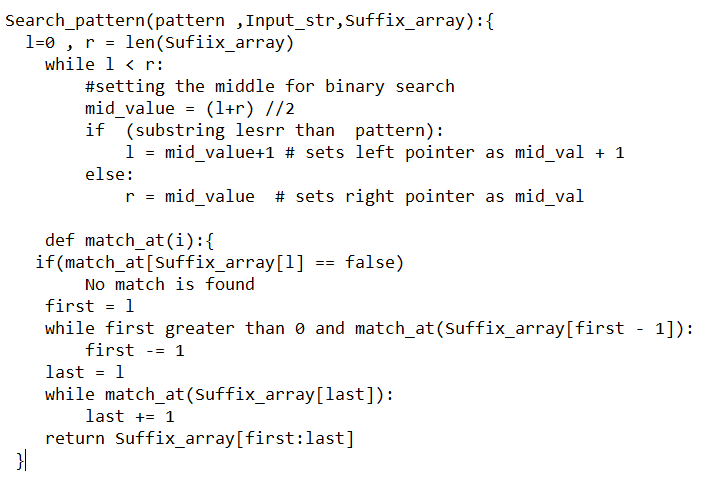 Search_pattern(pattern ,Input_str,Suffix_array):{
l=0 , r = len(Sufiix_array)
while l < r:
#setting the middle for binary search
mid_value = (l+r) //2
if  (substring lesrr than  pattern):
l = mid_value+1 # sets left pointer as mid_val + 1
else:
r = mid_value  # sets right pointer as mid_val
def match_at(i):{
if(match_at[Suffix_array[l] == false)
No match is found
first = l
while first greater than 0 and match_at(Suffix_array[first - 1]):
first -= 1
last = l
while match_at(Suffix_array[last]):
last += 1
return Suffix_array[first:last]
}